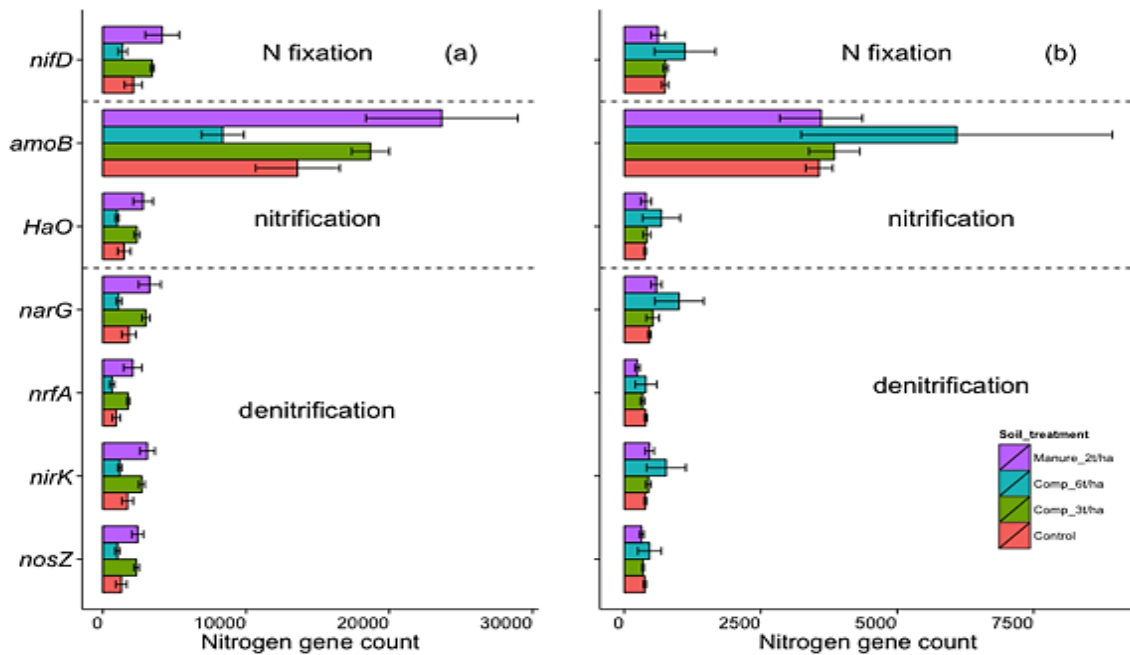 nifD
N fixation (a)
N fixation (b)
amoB
HaO
nitrification
nitrification
narG
nrfA
denitrification
denitrification
nirK
nosZ
Soil_treatment
Manure_2t/ha
Comp_6t/ha
Comp_3t/ha
Control
0 10000 20000 30000
Nitrogen gene count
0 2500 5000 7500
Nitrogen gene count